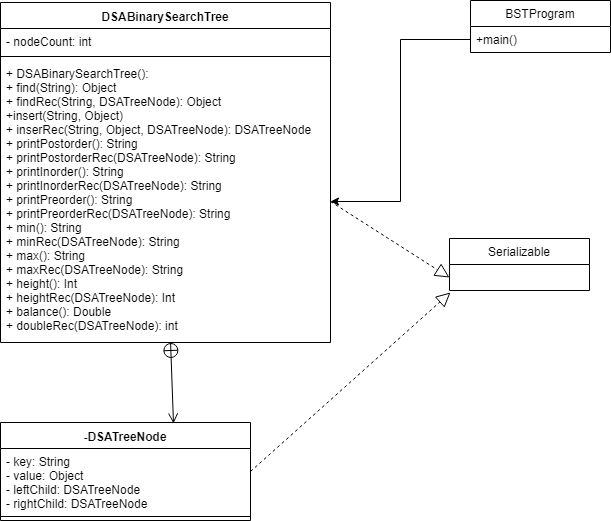 DSABinarySearchTree
- nodeCount: int
+ DSABinarySearchTree():
+ find(String): Object
+ findRec(String, DSATreeNode): Object
+insert(String, Object)
+ inserRec(String, Object, DSATreeNode): DSATreeNode
+ printPostorder(): String
+ printPostorderRec(DSATreeNode): String
+ printInorder(): String
+ printInorderRec(DSATreeNode): String
+ printPreorder(): String
+ printPreorderRec(DSATreeNode): String
+ min(): String
+ minRec(DSATreeNode): String
+ max(): String
+ maxRec(DSATreeNode): String
+ height(): Int
+ heightRec(DSATreeNode): Int
+ balance(): Double
+ doubleRec(DSATreeNode): int
BSTProgram
+main()
Serializable
-DSATreeNode
- key: String
- value: Object
- leftChild: DSATreeNode
- rightChild: DSATreeNode